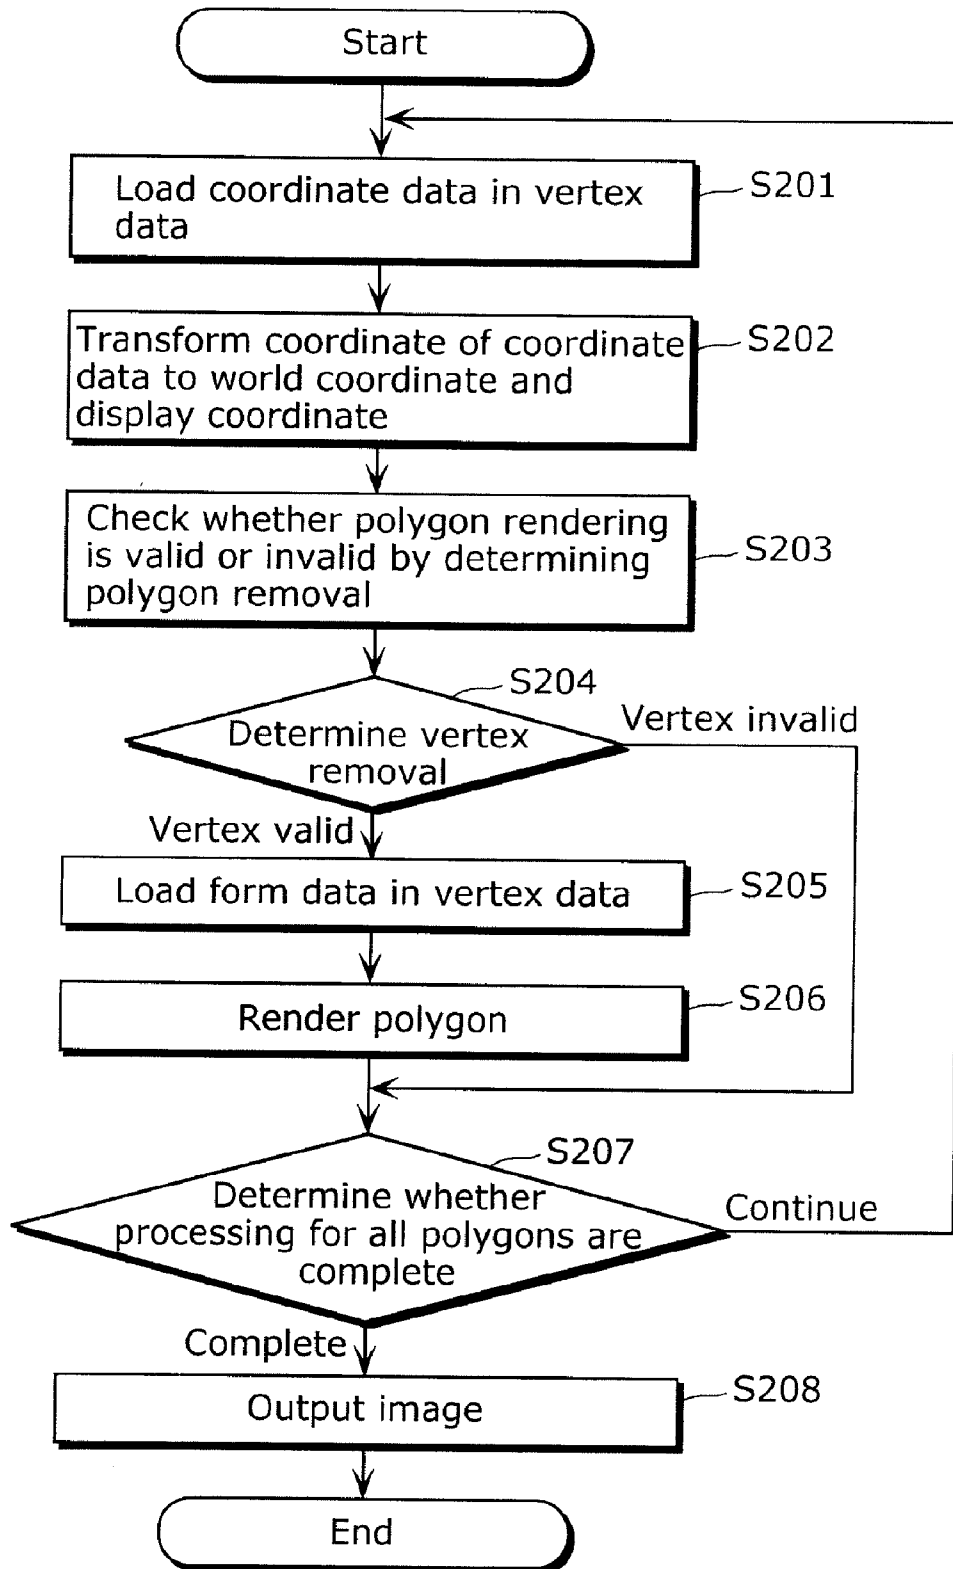 Start
Load coordinate data in vertex
data
S201
Transform coordinate of coordinate
data to world coordinate and
display coordinate
S202
Check whether polygon rendering
is valid or invalid by determining
polygon removal
S203
S204
Determine vertex
removal
Vertex invalid
Vertex valid
Load form data in vertex data
S205
Render polygon
S206
S207
Determine whether
processing for all polygons are
complete
Continue
Complete
Output image
S208
End